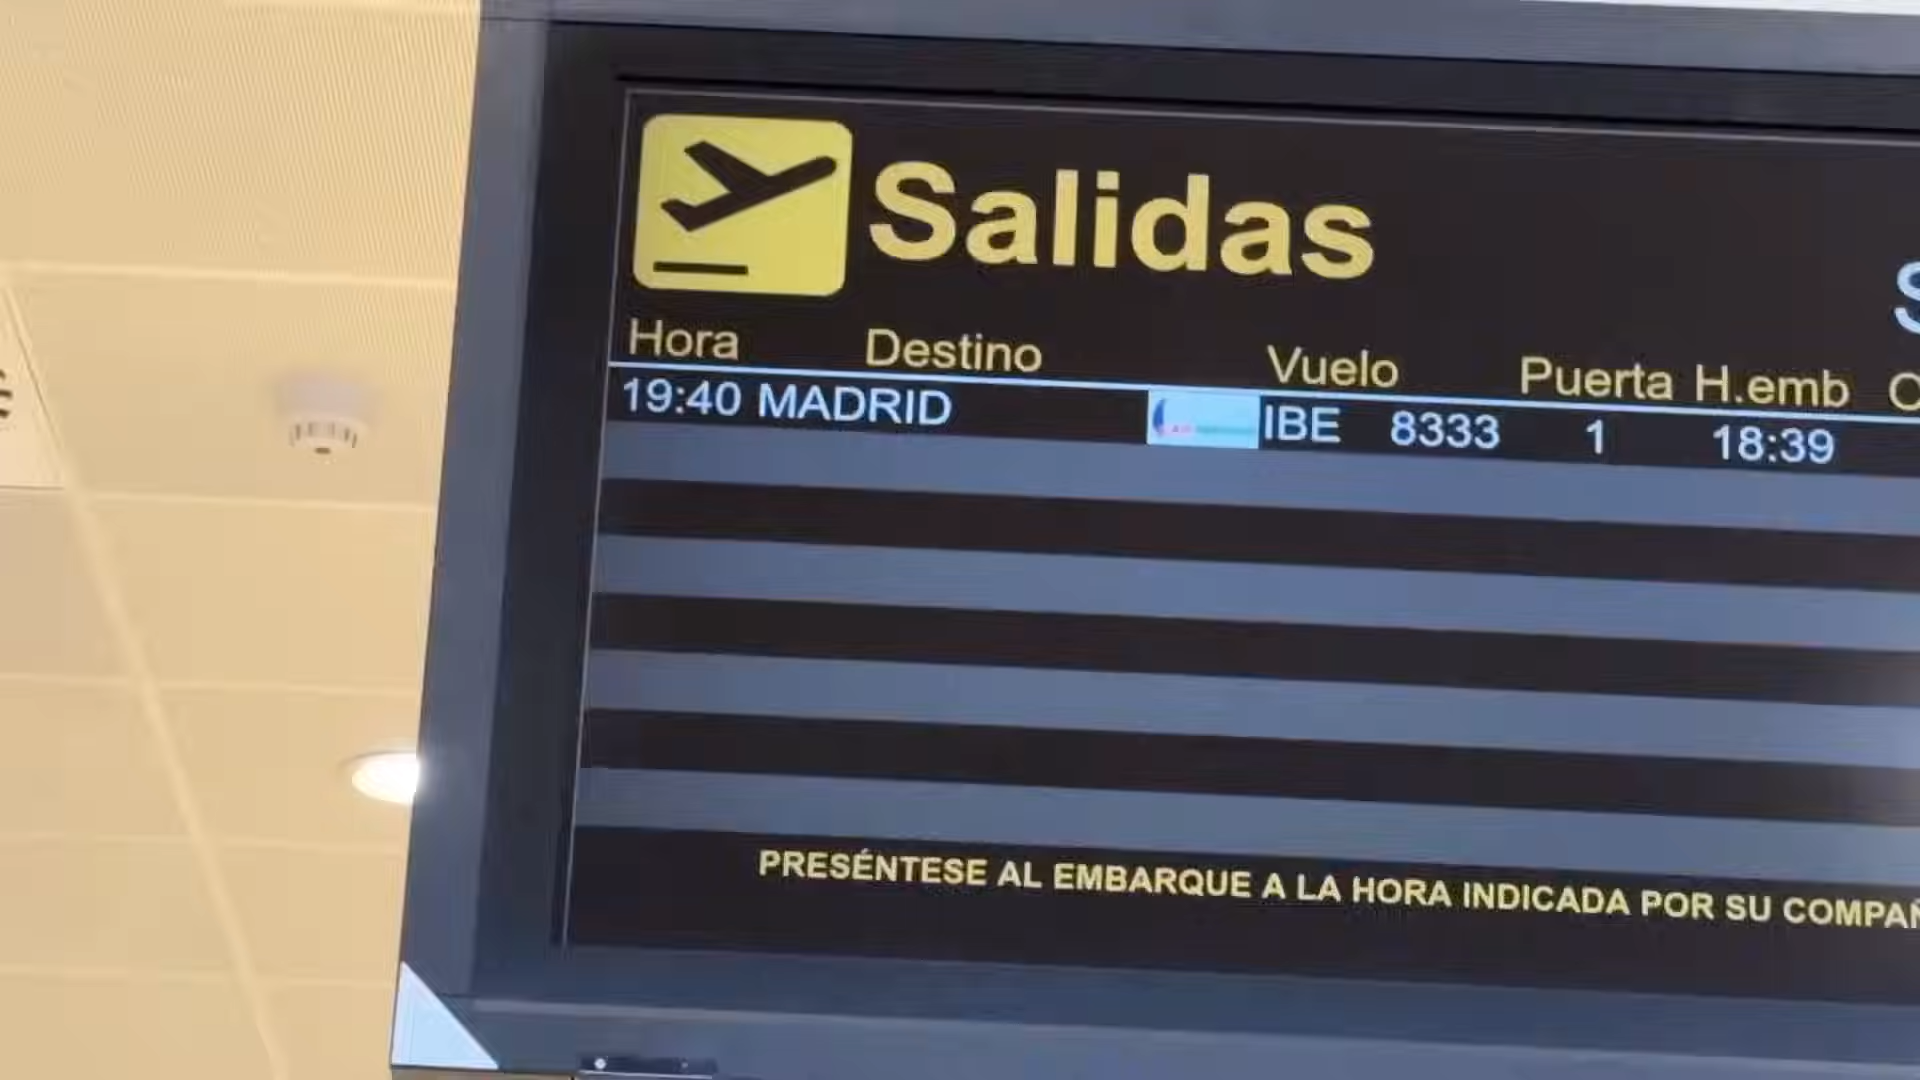 Salidas
Hora Destino Vuelo Puerta H.emb
19:40 MADRID IBE 8333 1 18:39
PRESÉNTESE AL EMBARQUE A LA HORA INDICADA POR SU COMPAÑ